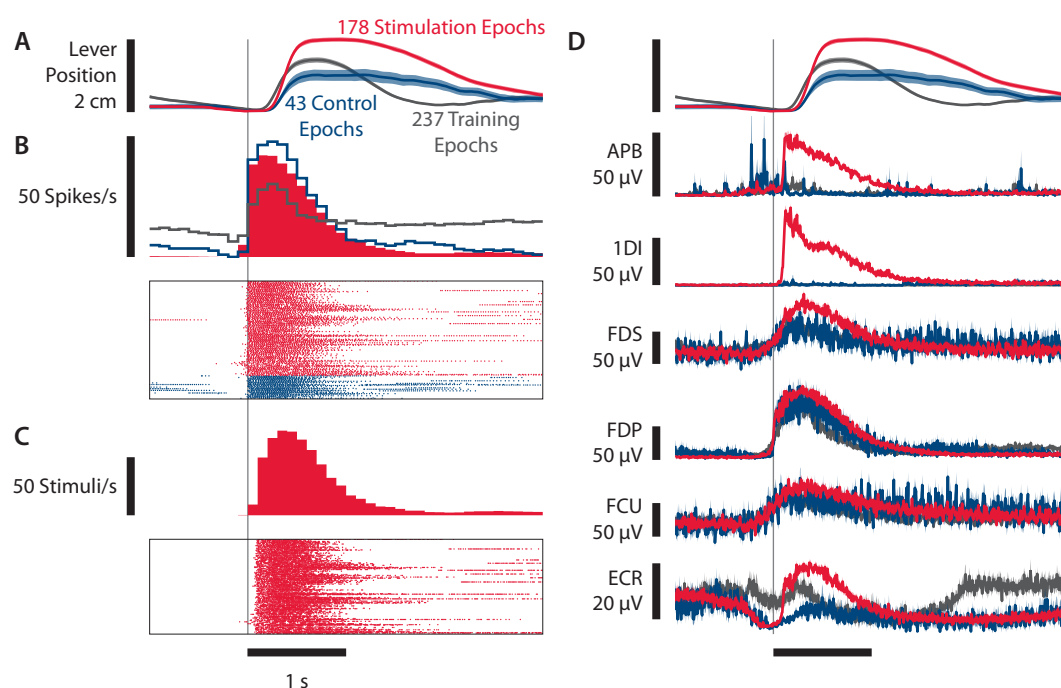 A
Lever
Position
2 cm
178 Stimulation Epochs
43 Control
Epochs
237 Training
Epochs
B
50 Spikes/s
C
50 Stimuli/s
1 s
D
APB
50 µV
1DI
50 µV
FDS
50 µV
FDP
50 µV
FCU
50 µV
ECR
20 µV